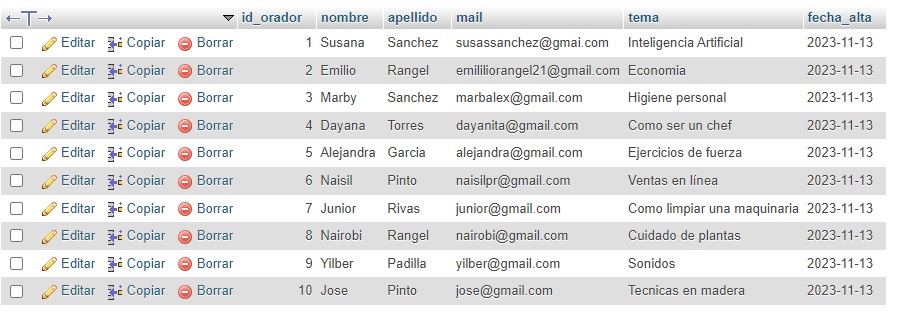 id_orador nombre apellido mail tema fecha_alta
Editar Copiar Borrar 1 Susana Sanchez susassanchez@gmai.com Inteligencia Artificial 2023-11-13
Editar Copiar Borrar 2 Emilio Rangel emililiorangel21@gmail.com Economia 2023-11-13
Editar Copiar Borrar 3 Marby Sanchez marbalex@gmail.com Higiene personal 2023-11-13
Editar Copiar Borrar 4 Dayana Torres dayanita@gmail.com Como ser un chef 2023-11-13
Editar Copiar Borrar 5 Alejandra Garcia alejandra@gmail.com Ejercicios de fuerza 2023-11-13
Editar Copiar Borrar 6 Naisil Pinto naisilpr@gmail.com Ventas en línea 2023-11-13
Editar Copiar Borrar 7 Junior Rivas junior@gmail.com Como limpiar una maquinaria 2023-11-13
Editar Copiar Borrar 8 Nairobi Rangel nairobi@gmail.com Cuidado de plantas 2023-11-13
Editar Copiar Borrar 9 Yilber Padilla yilber@gmail.com Sonidos 2023-11-13
Editar Copiar Borrar 10 Jose Pinto jose@gmail.com Tecnicas en madera 2023-11-13